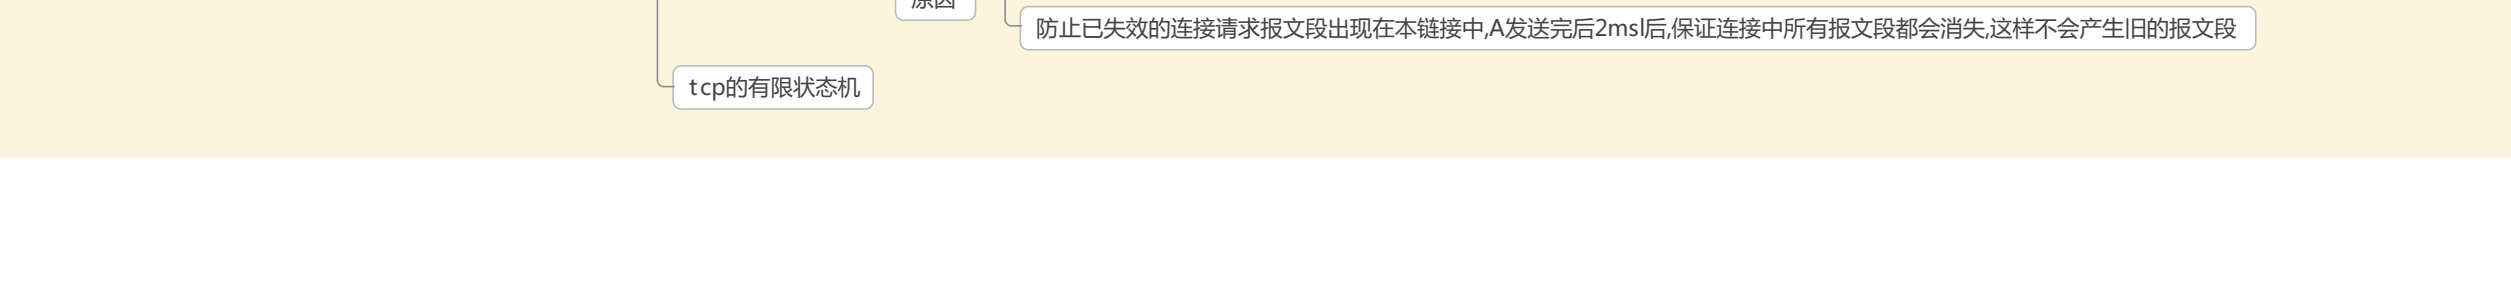 原因
防止已失效的连接请求报文段出现在本链接中,A发送完后2msl后,保证连接中所有报文段都会消失,这样不会产生旧的报文段
tcp的有限状态机